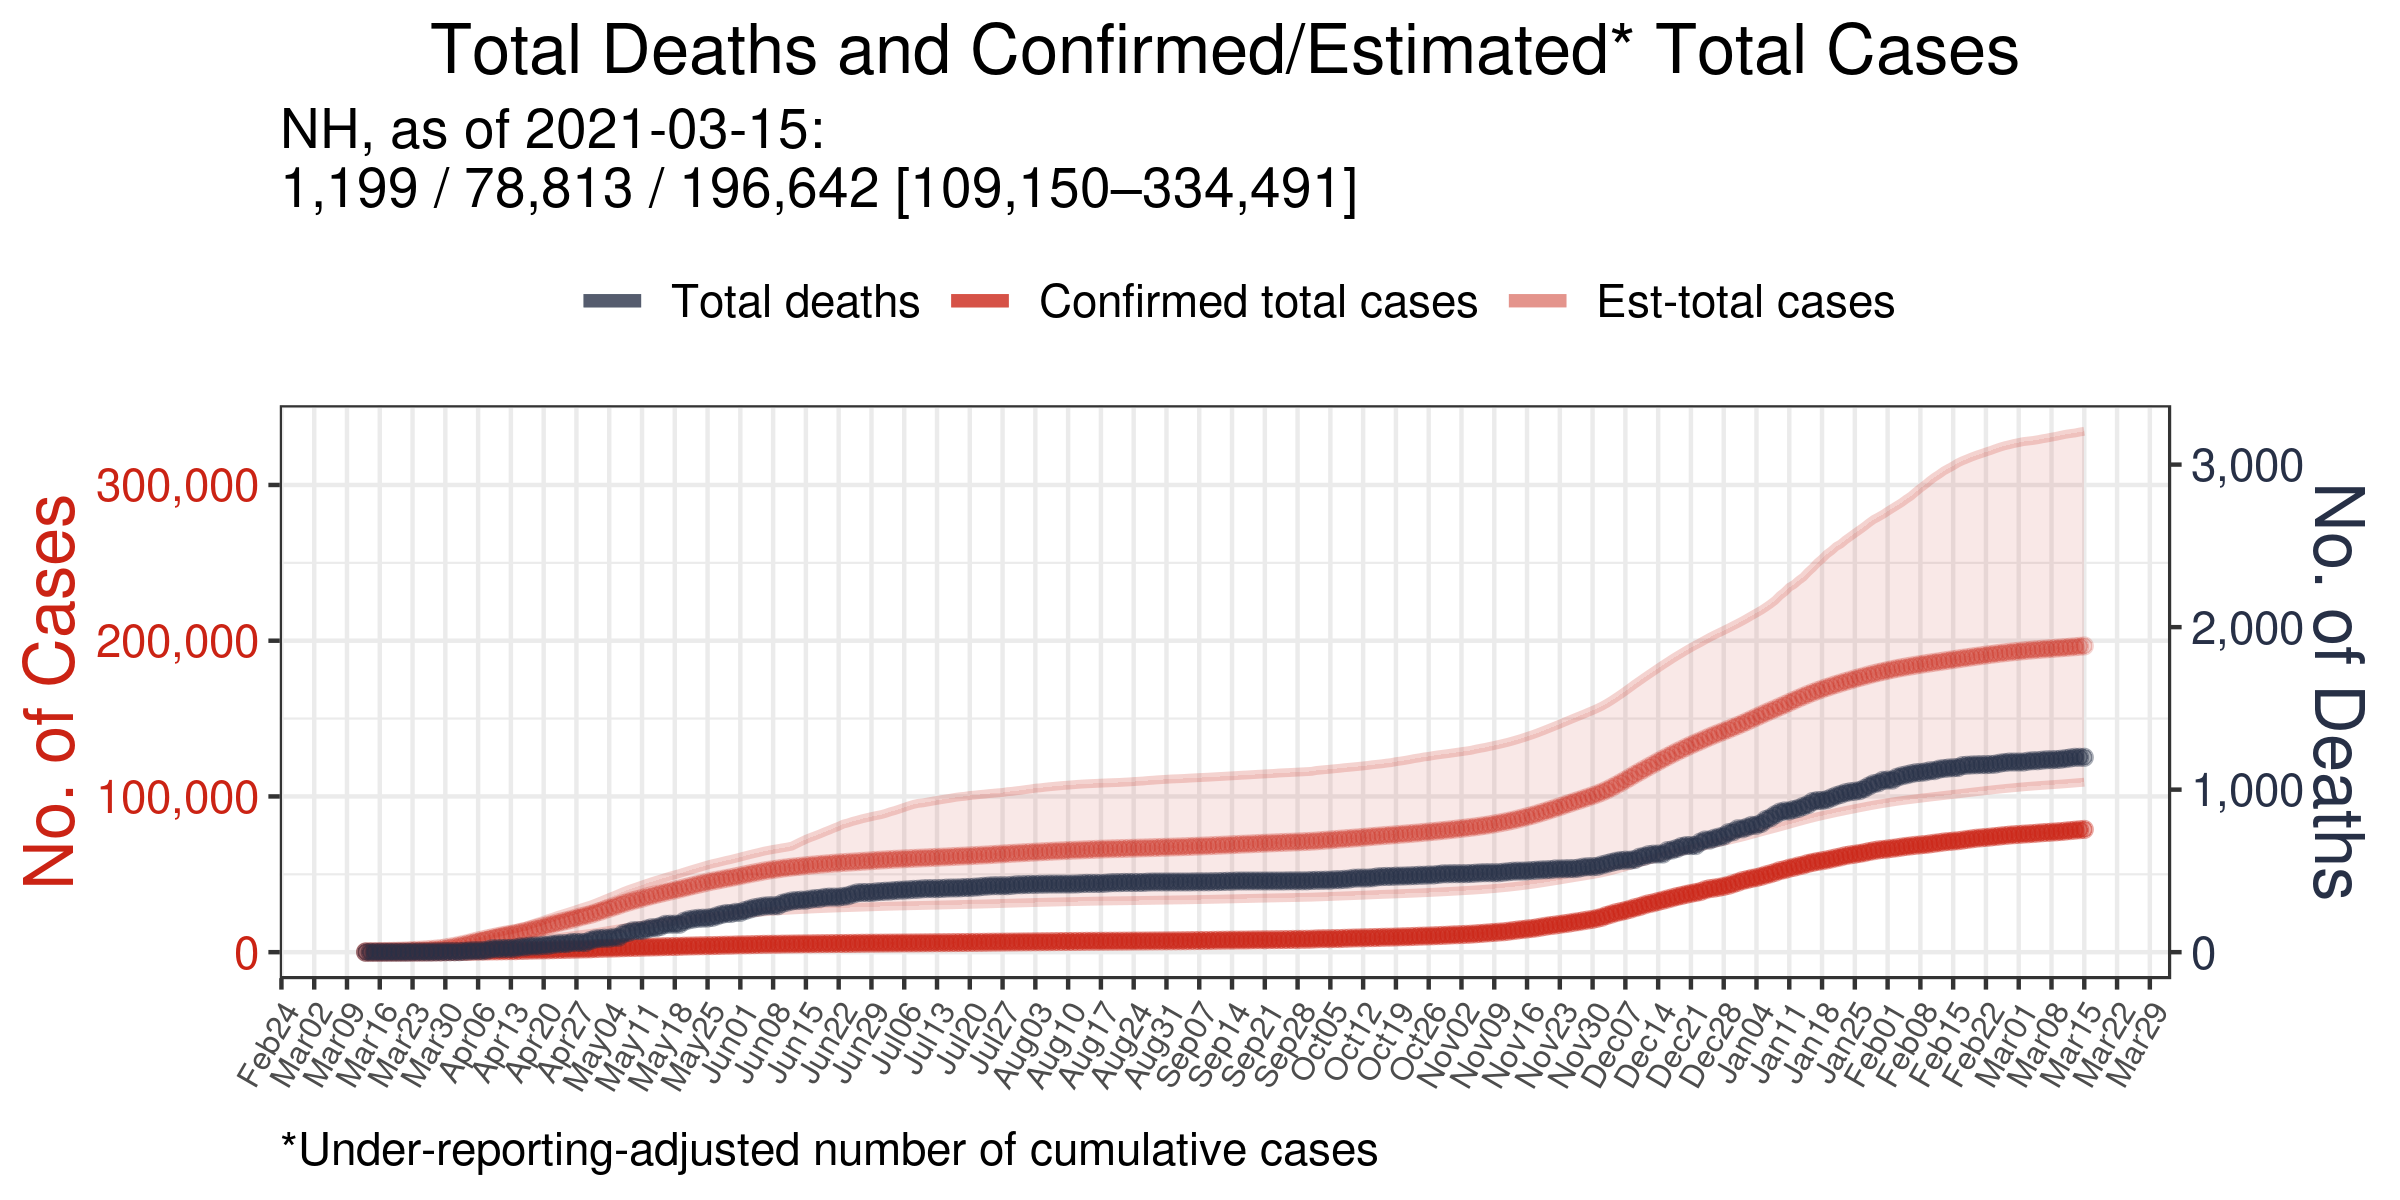 Total Deaths and Confirmed/Estimated* Total Cases
NH, as of 2021-03-15:
1,199 / 78,813 / 196,642 [109,150–334,491]
Total deaths
Confirmed total cases
Est-total cases
No. of Cases
300,000
200,000
100,000
0
3,000
2,000
1,000
0
No. of Deaths
Feb24
Mar02
Mar09
Mar16
Mar23
Mar30
Apr06
Apr13
Apr20
Apr27
May04
May11
May18
May25
Jun01
Jun08
Jun15
Jun22
Jun29
Jul06
Jul13
Jul20
Jul27
Aug03
Aug10
Aug17
Aug24
Aug31
Sep07
Sep14
Sep21
Sep28
Oct05
Oct12
Oct19
Oct26
Nov02
Nov09
Nov16
Nov23
Nov30
Dec07
Dec14
Dec21
Dec28
Jan04
Jan11
Jan18
Jan25
Feb01
Feb08
Feb15
Feb22
Mar01
Mar08
Mar15
Mar22
Mar29
*Under-reporting-adjusted number of cumulative cases